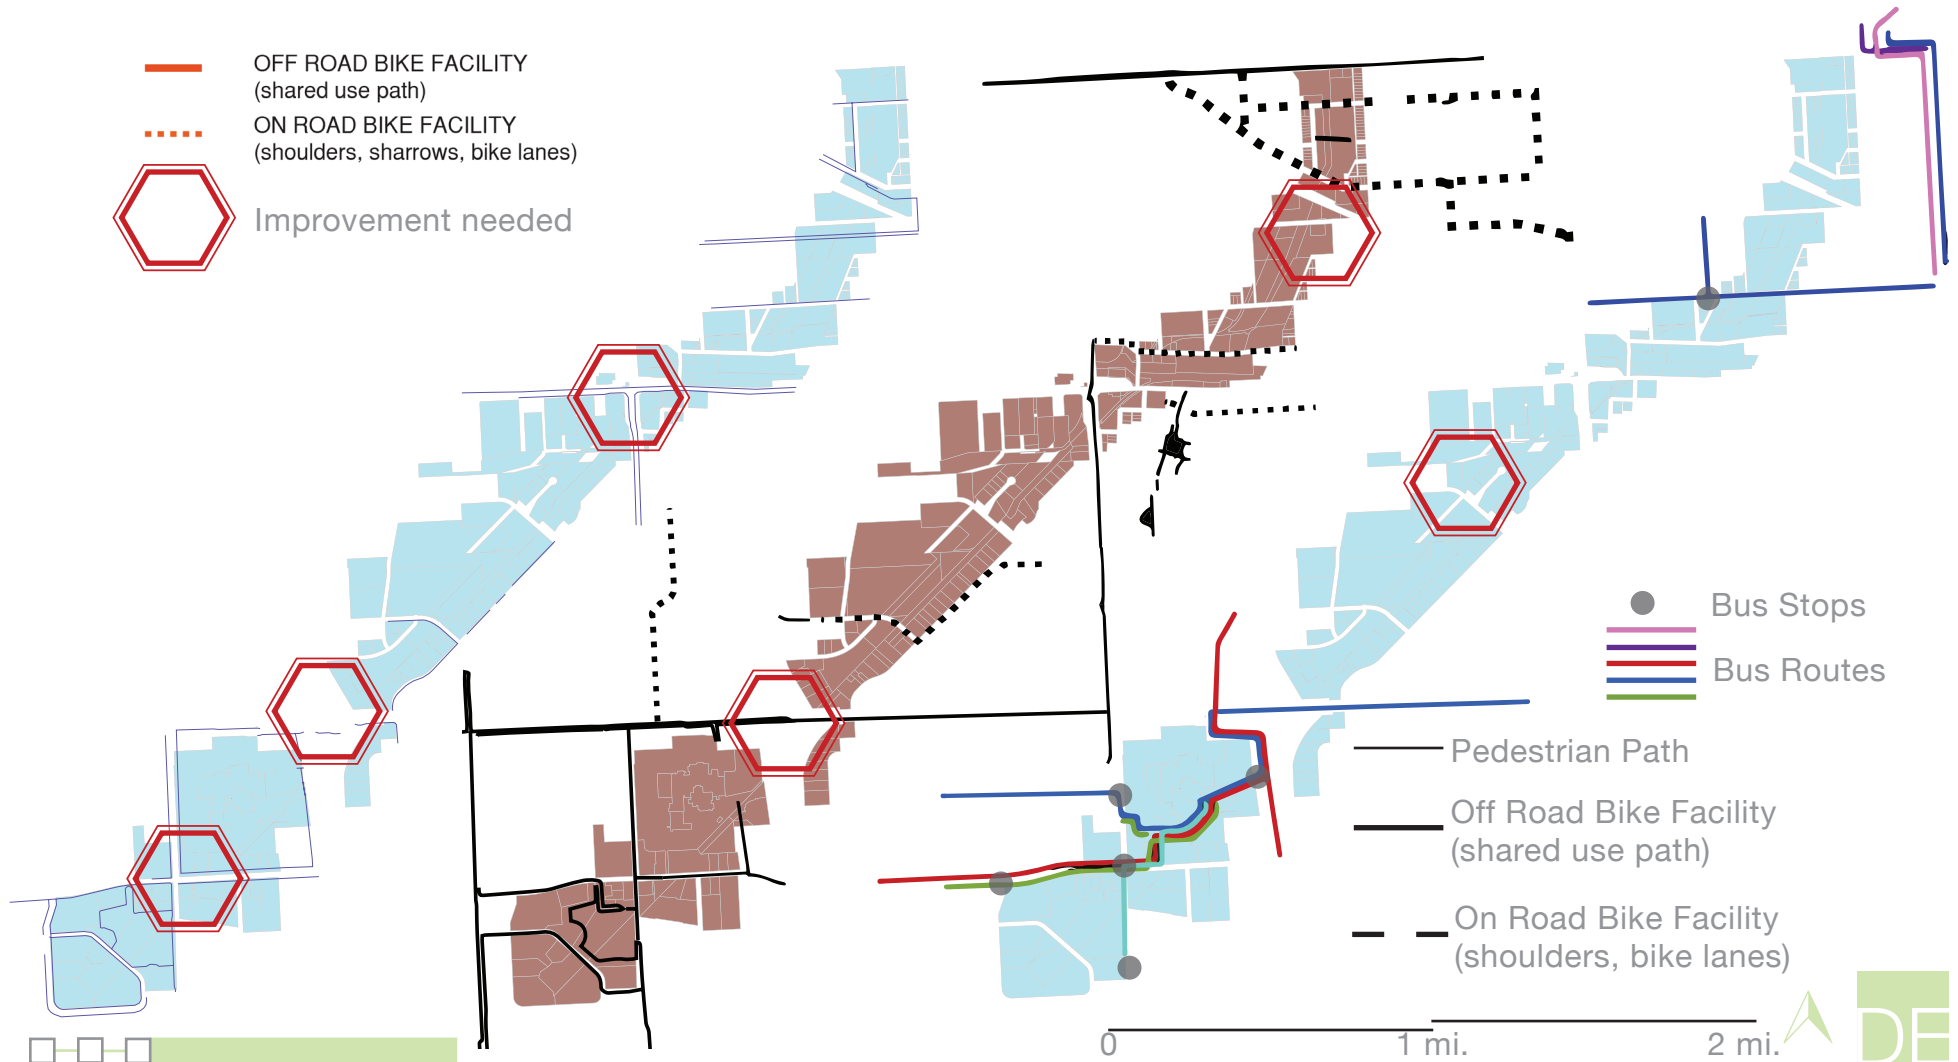 OFF ROAD BIKE FACILITY
(shared use path)
ON ROAD BIKE FACILITY
(shoulders, sharrows, bike lanes)
Improvement needed
Bus Stops
Bus Routes
Pedestrian Path
Off Road Bike Facility
(shared use path)
On Road Bike Facility
(shoulders, bike lanes)
0 1 mi. 2 mi.
DE